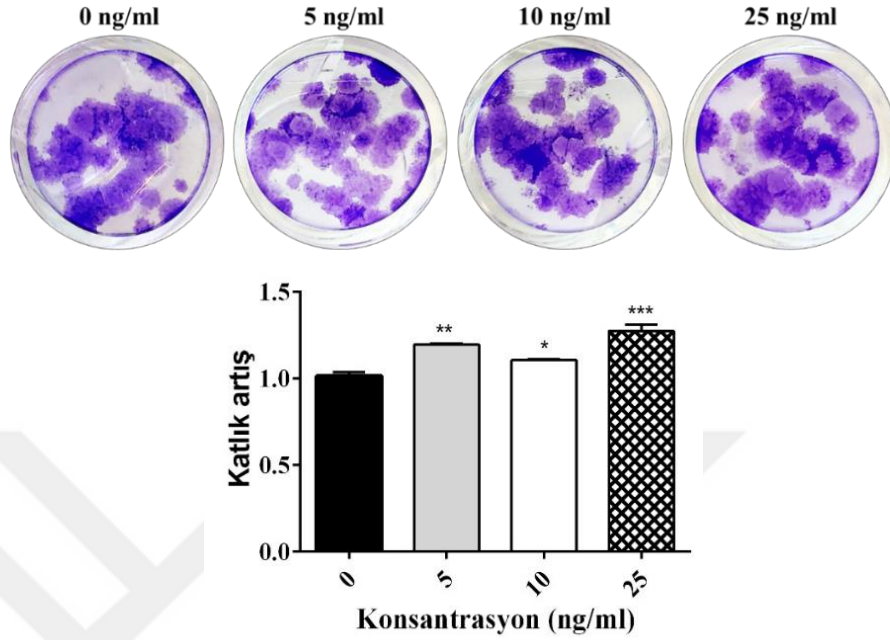 0 ng/ml 5 ng/ml 10 ng/ml 25 ng/ml
1.5
1.0
0.5
0.0
Katlık artış
** * ***
0 5 10 25
Konsantrasyon (ng/ml)